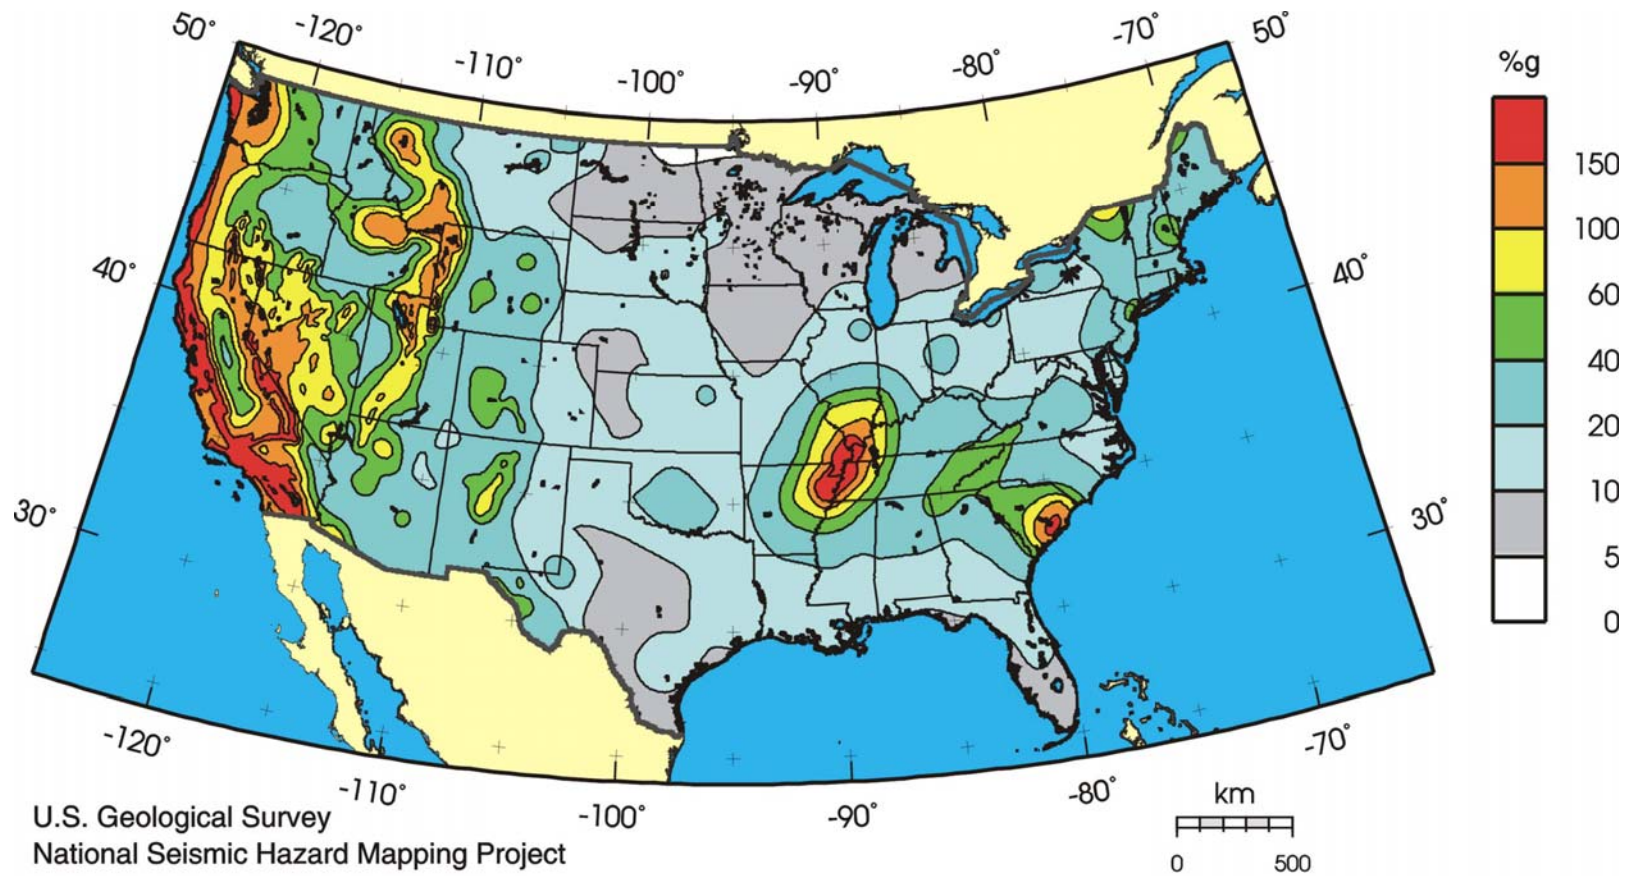 50° -120° -110° -100° -90° -80° -70° 50°
%g
150
100
60
40
20
10
5
0
40° 40°
30° 30°
-120° -110° -100° -90° -80° -70°
km
0 500
U.S. Geological Survey
National Seismic Hazard Mapping Project